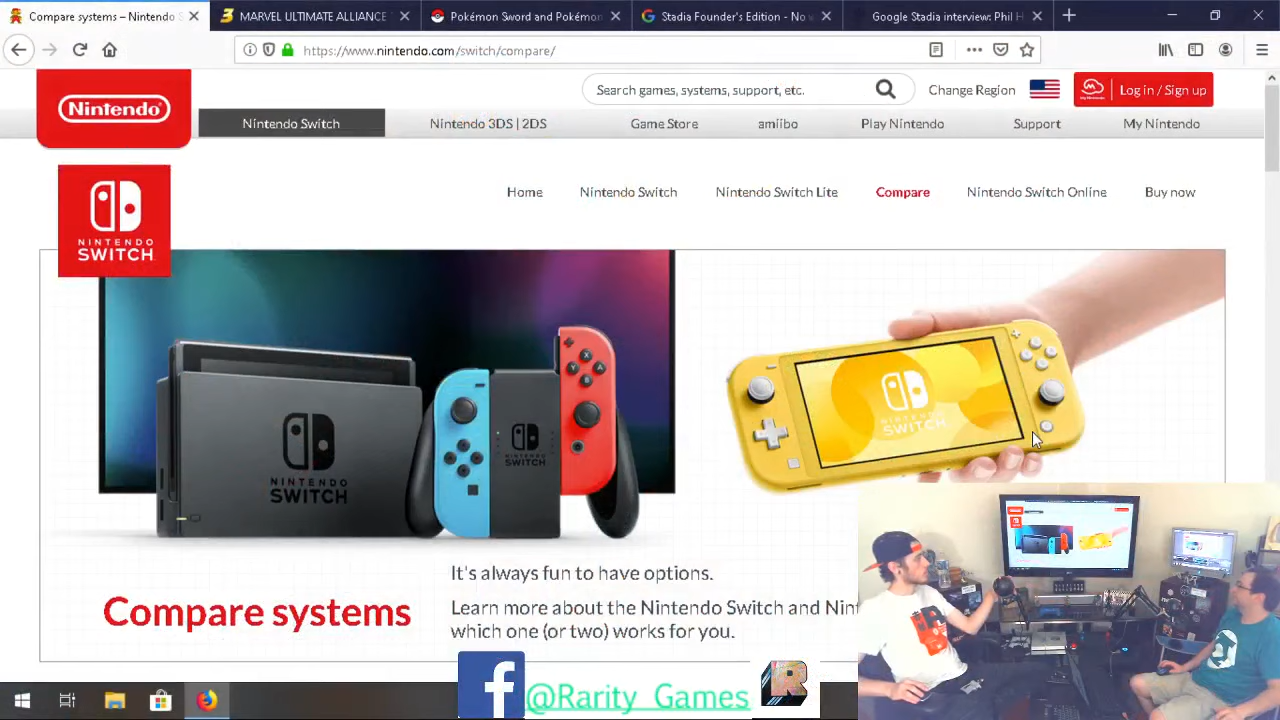 Compare systems – Nintendo S
MARVEL ULTIMATE ALLIANCE
Pokémon Sword and Pokémon
Stadia Founder's Edition - No w
Google Stadia interview: Phil H
https://www.nintendo.com/switch/compare/
Nintendo
Search games, systems, support, etc.
Change Region
Log in / Sign up
Nintendo Switch
Nintendo 3DS | 2DS
Game Store
amiibo
Play Nintendo
Support
My Nintendo
NINTENDO
SWITCH
Home
Nintendo Switch
Nintendo Switch Lite
Compare
Nintendo Switch Online
Buy now
NINTENDO
SWITCH
NINTENDO
SWITCH
NINTENDO
SWITCH
Compare systems
It's always fun to have options.
Learn more about the Nintendo Switch and Nin
which one (or two) works for you.
@Rarity_Games